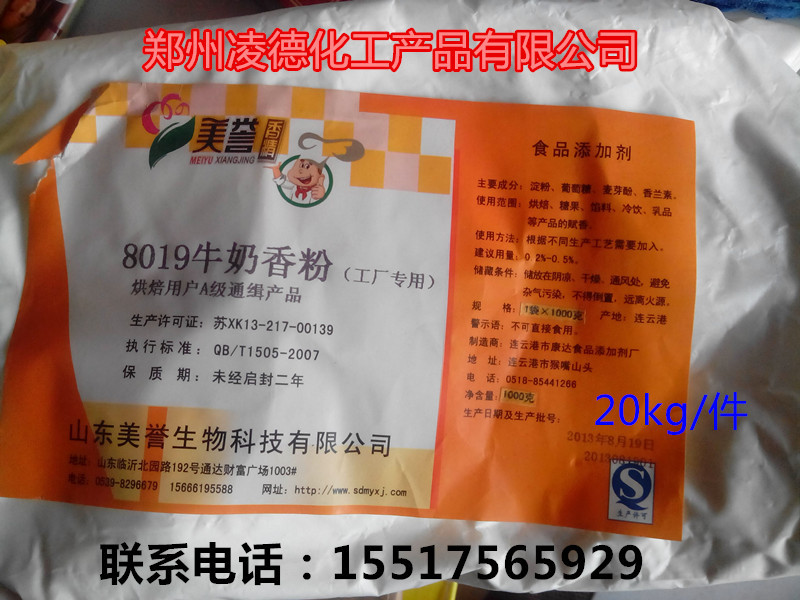 郑州凌德化工产品有限公司
美誉香精
MEIYU XIANGJING
8019牛奶香粉（工厂专用）
烘焙用户A级通缉产品
生产许可证：苏XK13-217-00139
执行标准：QB/T1505-2007
保质期：未经启封二年
山东美誉生物科技有限公司
地址：山东临沂北园路192号通达财富广场1003#
电话：0539-8296679 15666195588 网址：http://www.sdmyxj.com
食品添加剂
主要成分：淀粉、葡萄糖、麦芽酚、香兰素。
使用范围：烘焙、糖果、馅料、冷饮、乳品
等产品的赋香。
使用方法：根据不同生产工艺需要加入。
建议用量：0.2%-0.5%。
储藏条件：储放在阴凉、干燥、通风处，避免
杂气污染，不得倒置，远离火源。
规格：1袋×1000克 产地：连云港
警示语：不可直接食用。
制造商：连云港市康达食品添加剂厂
地址：连云港市猴嘴山头
电话：0518-85441266
净含量：1000克
生产日期及生产批号：
20kg/件
2013年8月19日
生产许可
联系电话：15517565929